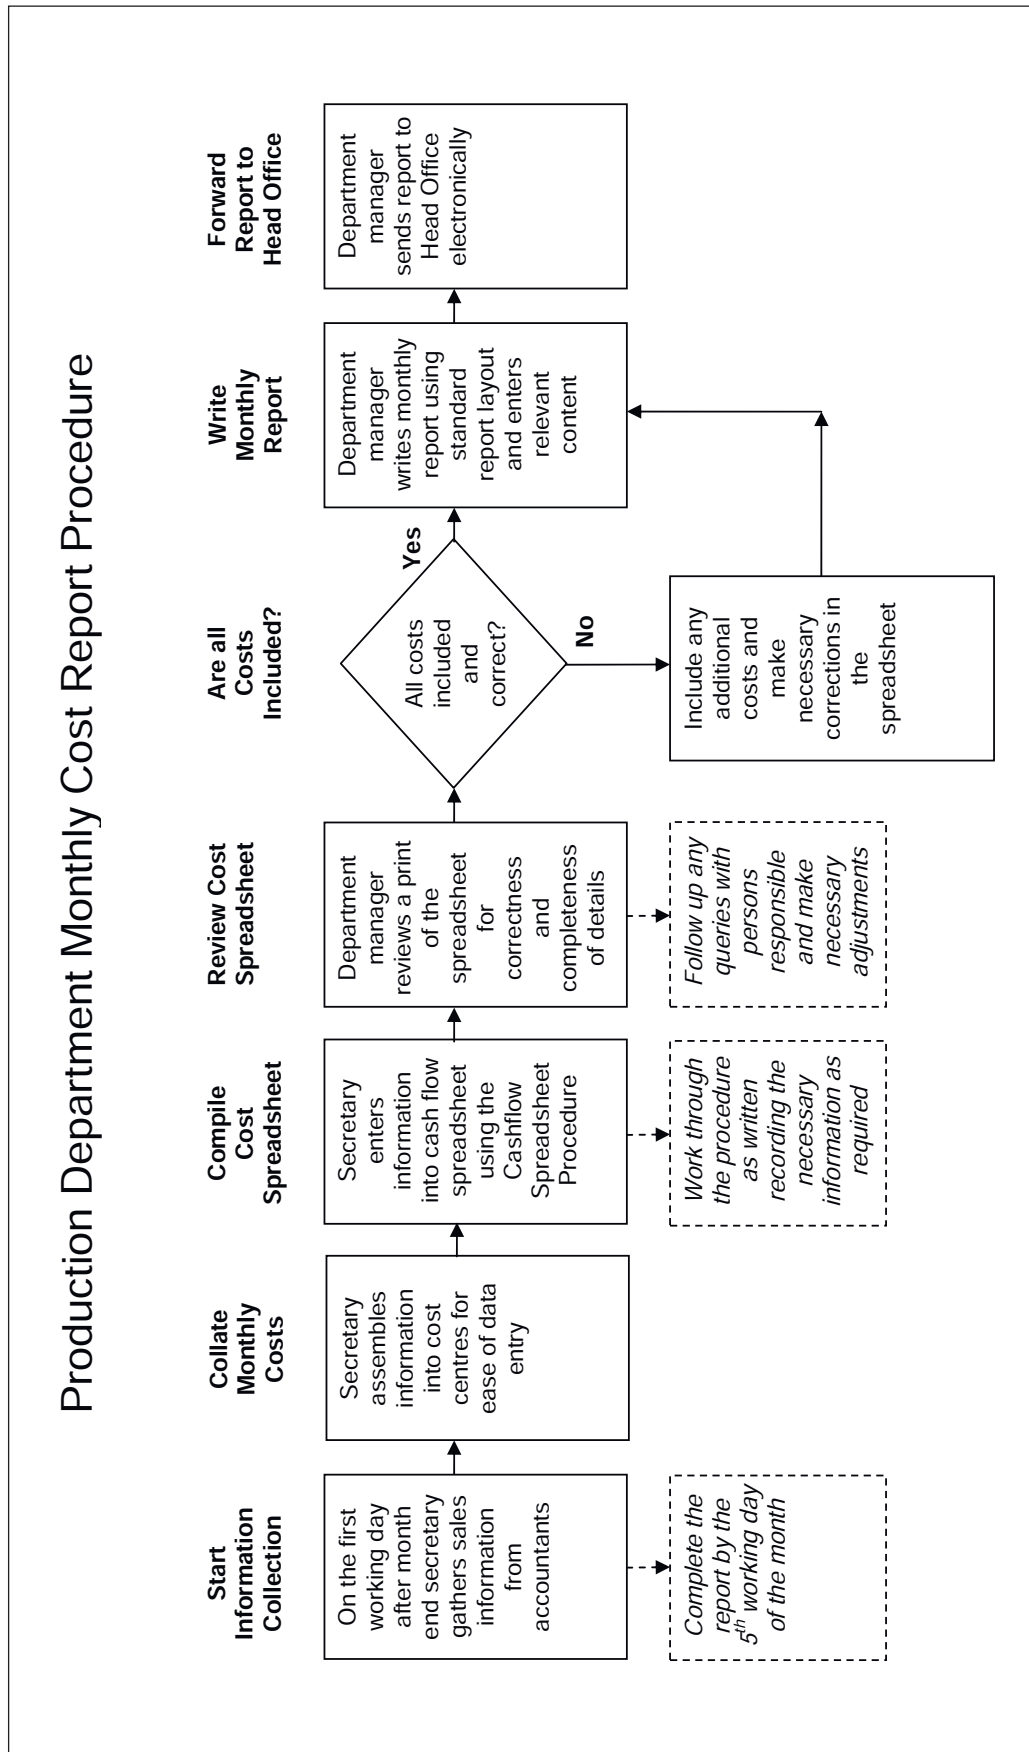 Production Department Monthly Cost Report Procedure
Start
Information
Collection
Collate
Monthly
Costs
Compile
Cost
Spreadsheet
Review Cost
Spreadsheet
Are all
Costs
Included?
Write
Monthly
Report
Forward
Report to
Head Office
On the first
working day
after month
end secretary
gathers sales
information
from
accountants
Secretary
assembles
information
into cost
centres for
ease of data
entry
Secretary
enters
information
into cash flow
spreadsheet
using the
Cashflow
Spreadsheet
Procedure
Department
manager
reviews a print
of the
spreadsheet
for
correctness
and
completeness
of details
All costs
included
and
correct?
Yes
No
Department
manager
writes monthly
report using
standard
report layout
and enters
relevant
content
Department
manager
sends report to
Head Office
electronically
Complete the
report by the
5th working day
of the month
Work through
the procedure
as written
recording the
necessary
information as
required
Follow up any
queries with
persons
responsible
and make
necessary
adjustments
Include any
additional
costs and
make
necessary
corrections in
the
spreadsheet